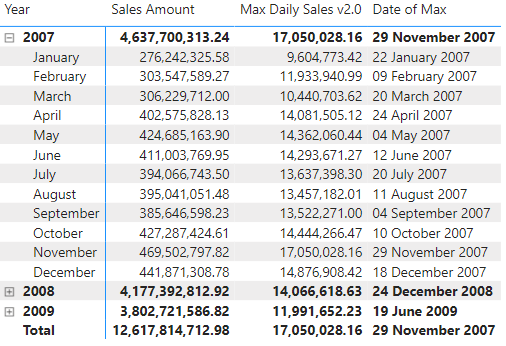 Year Sales Amount Max Daily Sales v2.0 Date of Max
2007 4,637,700,313.24 17,050,028.16 29 November 2007
January 276,242,325.58 9,604,773.42 22 January 2007
February 303,547,589.27 11,933,940.99 09 February 2007
March 306,229,712.00 10,440,703.62 20 March 2007
April 402,575,828.13 14,081,505.12 24 April 2007
May 424,685,163.90 14,362,060.44 04 May 2007
June 411,003,769.95 14,293,671.27 12 June 2007
July 394,066,743.50 13,637,398.30 20 July 2007
August 395,041,051.48 13,457,182.01 11 August 2007
September 385,646,598.23 13,522,271.00 04 September 2007
October 427,287,424.61 14,444,266.47 10 October 2007
November 469,502,797.82 17,050,028.16 29 November 2007
December 441,871,308.78 14,876,908.42 18 December 2007
2008 4,177,392,812.92 14,066,618.63 24 December 2008
2009 3,802,721,586.82 11,991,652.23 19 June 2009
Total 12,617,814,712.98 17,050,028.16 29 November 2007